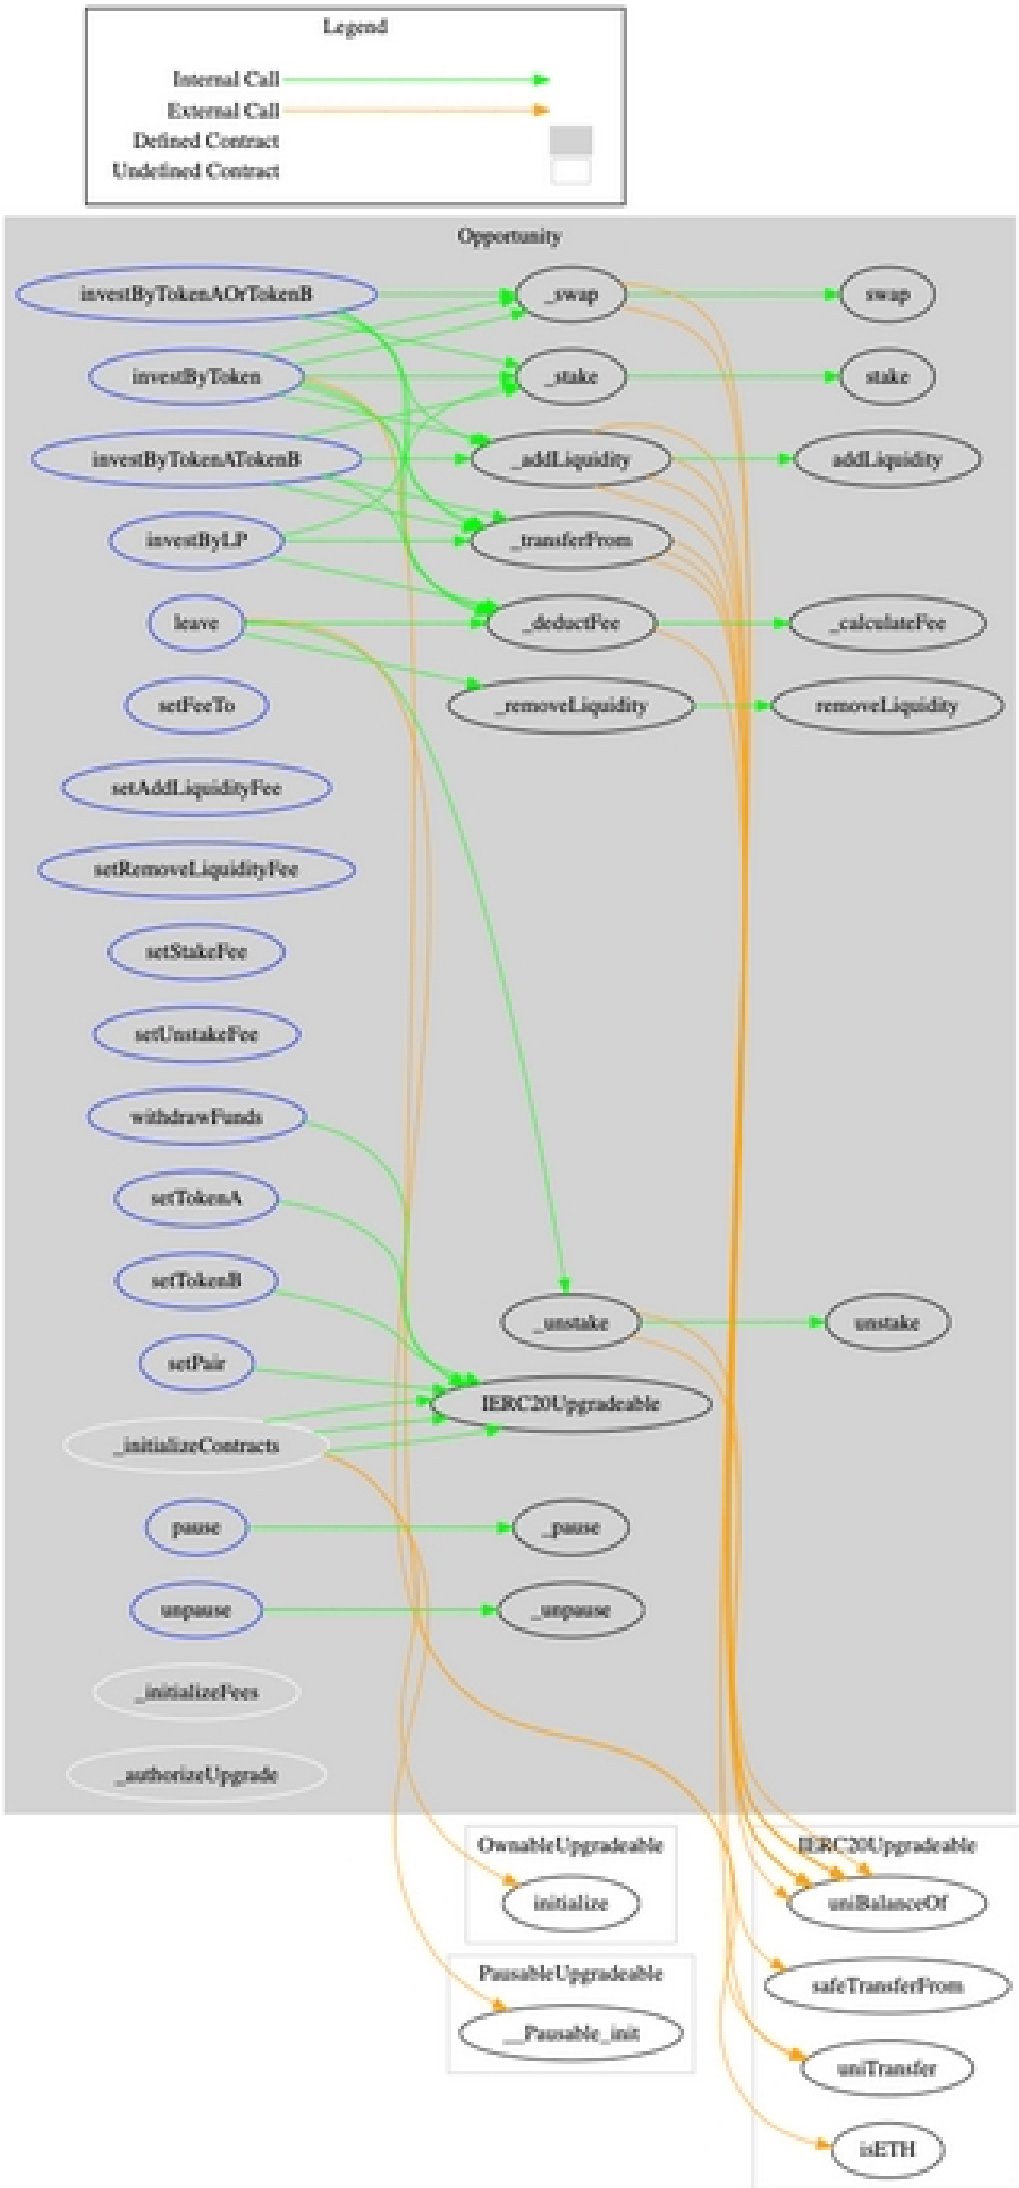 Legend
Internal Call
External Call
Defined Contract
Undefined Contract
Opportunity
investByTokenAOrTokenB
_swap
swap
investByToken
_stake
stake
investByTokenATokenB
_addLiquidity
addLiquidity
investByLP
_transferFrom
leave
_deductFee
_calculateFee
setFeeTo
_removeLiquidity
removeLiquidity
setAddLiquidityFee
setRemoveLiquidityFee
setStakeFee
setUnstakeFee
withdrawFunds
setTokenA
setTokenB
_unstake
unstake
setPair
IERC20Upgradeable
_initializeContracts
pause
_pause
unpause
_unpause
_initializeFees
_authorizeUpgrade
OwnableUpgradeable
IERC20Upgradeable
initialize
uniBalanceOf
PausableUpgradeable
safeTransferFrom
__Pausable_init
uniTransfer
isETH